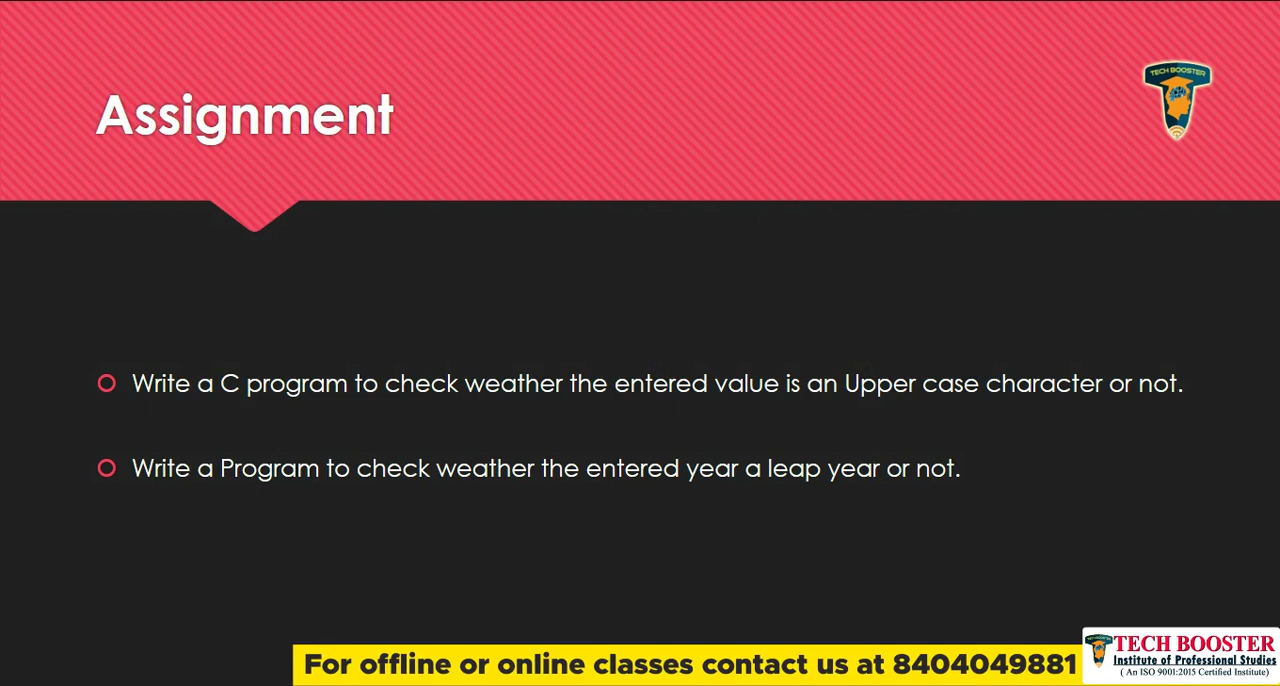 TECH BOOSTER
Assignment
Write a C program to check weather the entered value is an Upper case character or not.
Write a Program to check weather the entered year a leap year or not.
For offline or online classes contact us at 8404049881
TECH BOOSTER
Institute of Professional Studies
( An ISO 9001:2015 Certified Institute)